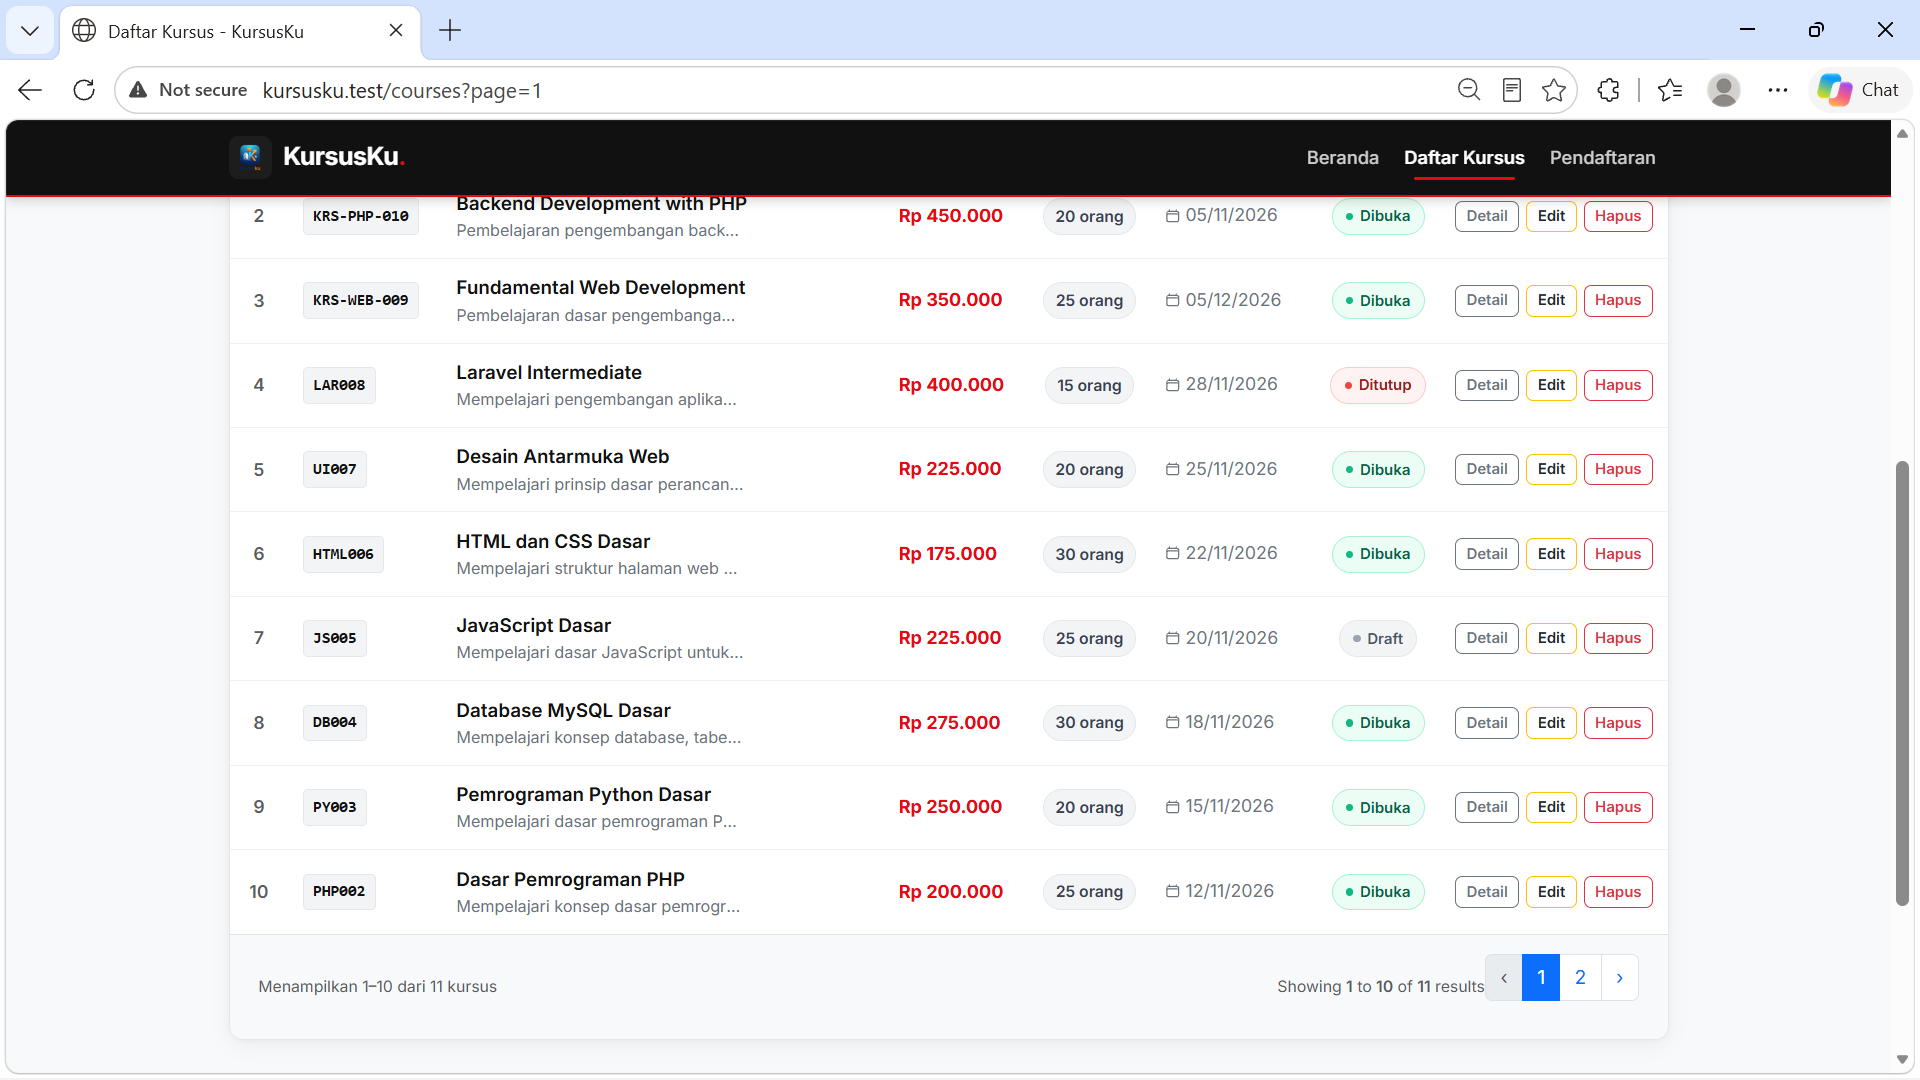 Daftar Kursus - KursusKu
Not secure kursusku.test/courses?page=1
Chat
KursusKu.
Beranda Daftar Kursus Pendaftaran
2 KRS-PHP-010 Backend Development with PHP Rp 450.000 20 orang 05/11/2026 Dibuka Detail Edit Hapus
Pembelajaran pengembangan back...
3 KRS-WEB-009 Fundamental Web Development Rp 350.000 25 orang 05/12/2026 Dibuka Detail Edit Hapus
Pembelajaran dasar pengembanga...
4 LAR008 Laravel Intermediate Rp 400.000 15 orang 28/11/2026 Ditutup Detail Edit Hapus
Mempelajari pengembangan aplika...
5 UI007 Desain Antarmuka Web Rp 225.000 20 orang 25/11/2026 Dibuka Detail Edit Hapus
Mempelajari prinsip dasar perancan...
6 HTML006 HTML dan CSS Dasar Rp 175.000 30 orang 22/11/2026 Dibuka Detail Edit Hapus
Mempelajari struktur halaman web ...
7 JS005 JavaScript Dasar Rp 225.000 25 orang 20/11/2026 Draft Detail Edit Hapus
Mempelajari dasar JavaScript untuk...
8 DB004 Database MySQL Dasar Rp 275.000 30 orang 18/11/2026 Dibuka Detail Edit Hapus
Mempelajari konsep database, tabe...
9 PY003 Pemrograman Python Dasar Rp 250.000 20 orang 15/11/2026 Dibuka Detail Edit Hapus
Mempelajari dasar pemrograman P...
10 PHP002 Dasar Pemrograman PHP Rp 200.000 25 orang 12/11/2026 Dibuka Detail Edit Hapus
Mempelajari konsep dasar pemrogr...
Menampilkan 1–10 dari 11 kursus Showing 1 to 10 of 11 results ‹ 1 2 ›